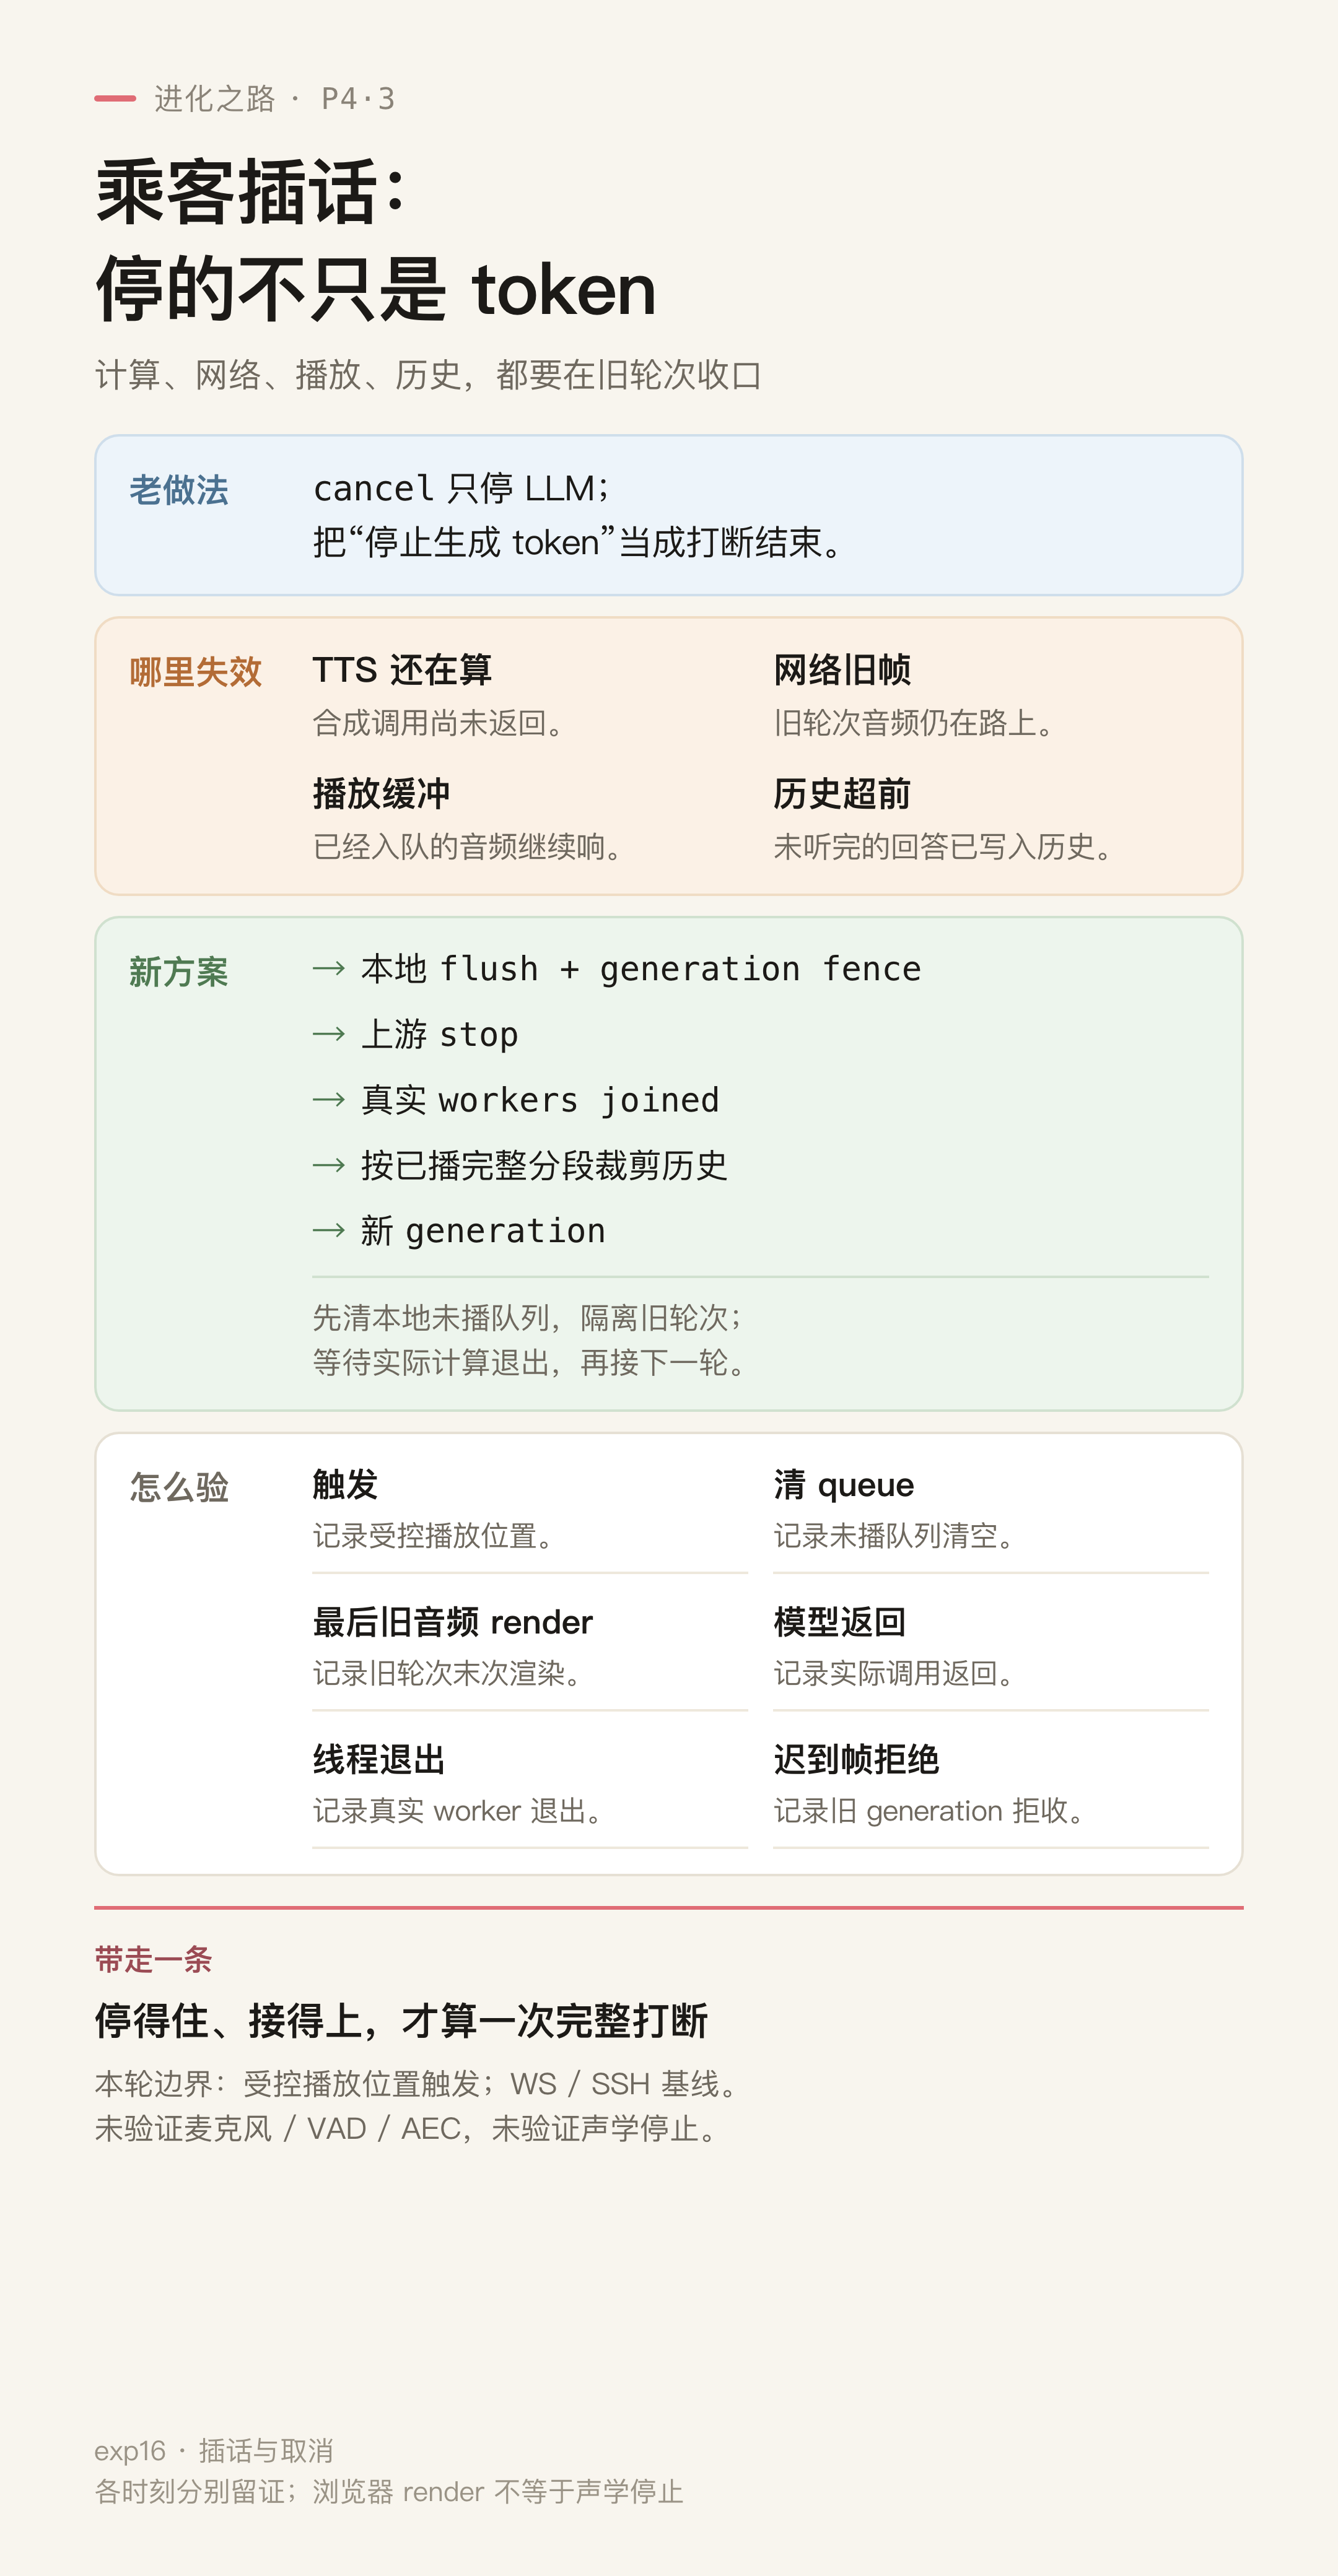 进化之路 · P4·3
乘客插话：
停的不只是 token
计算、网络、播放、历史，都要在旧轮次收口
老做法
cancel 只停 LLM；
把“停止生成 token”当成打断结束。
哪里失效
TTS 还在算
合成调用尚未返回。
网络旧帧
旧轮次音频仍在路上。
播放缓冲
已经入队的音频继续响。
历史超前
未听完的回答已写入历史。
新方案
→ 本地 flush + generation fence
→ 上游 stop
→ 真实 workers joined
→ 按已播完整分段裁剪历史
→ 新 generation
先清本地未播队列，隔离旧轮次；
等待实际计算退出，再接下一轮。
怎么验
触发
记录受控播放位置。
清 queue
记录未播队列清空。
最后旧音频 render
记录旧轮次末次渲染。
模型返回
记录实际调用返回。
线程退出
记录真实 worker 退出。
迟到帧拒绝
记录旧 generation 拒收。
带走一条
停得住、接得上，才算一次完整打断
本轮边界：受控播放位置触发；WS / SSH 基线。
未验证麦克风 / VAD / AEC，未验证声学停止。
exp16 · 插话与取消
各时刻分别留证；浏览器 render 不等于声学停止